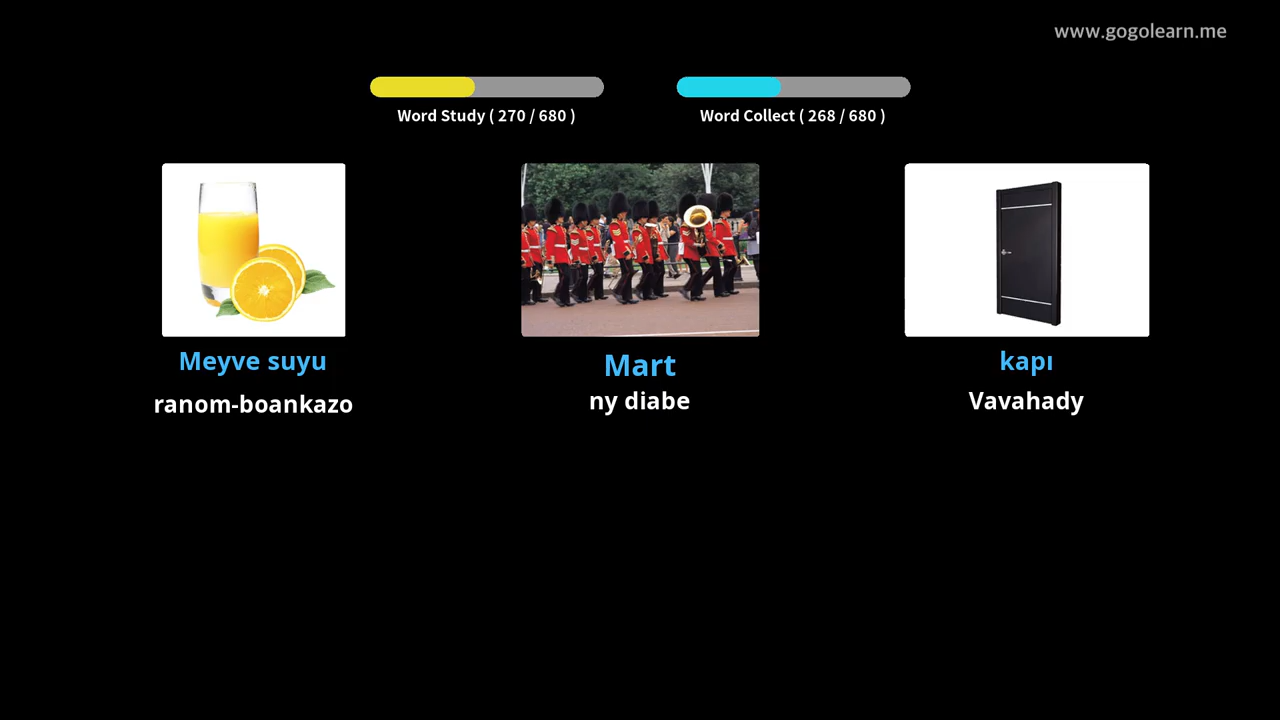 www.gogolearn.me
Word Study ( 270 / 680 )
Word Collect ( 268 / 680 )
Meyve suyu
ranom-boankazo
Mart
ny diabe
kapı
Vavahady